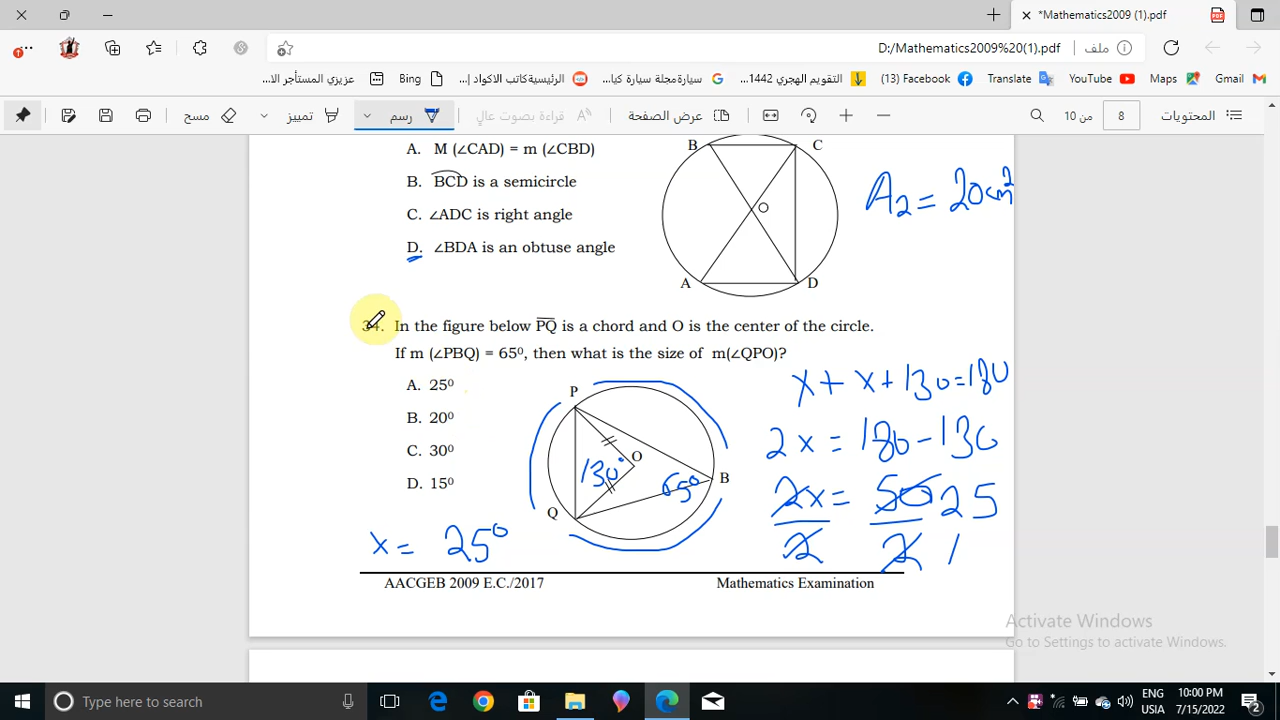 *Mathematics2009 (1).pdf
D:/Mathematics2009%20(1).pdf
ملف
عزيزي المستأجر الا...
Bing
الرئيسيةكاتب الاكواد إ...
سيارةمجلة سيارة كيا...
التقويم الهجري 1442...
(13) Facebook
Translate
YouTube
Maps
Gmail
مسح
تمييز
رسم
قراءة بصوت عالٍ
عرض الصفحة
من 10
8
المحتويات
A. M (∠CAD) = m (∠CBD)
B. BCD is a semicircle
C. ∠ADC is right angle
D. ∠BDA is an obtuse angle
B
C
O
A
D
A2 = 20cm²
34. In the figure below PQ is a chord and O is the center of the circle.
If m (∠PBQ) = 65⁰, then what is the size of m(∠QPO)?
A. 25⁰
B. 20⁰
C. 30⁰
D. 15⁰
P
O
B
Q
130°
65°
x + x + 130 = 180
2x = 180 - 130
2x = 50 25
2 2 1
x = 25⁰
AACGEB 2009 E.C./2017
Mathematics Examination
Activate Windows
Go to Settings to activate Windows.
Type here to search
ENG
USIA
10:00 PM
7/15/2022
2